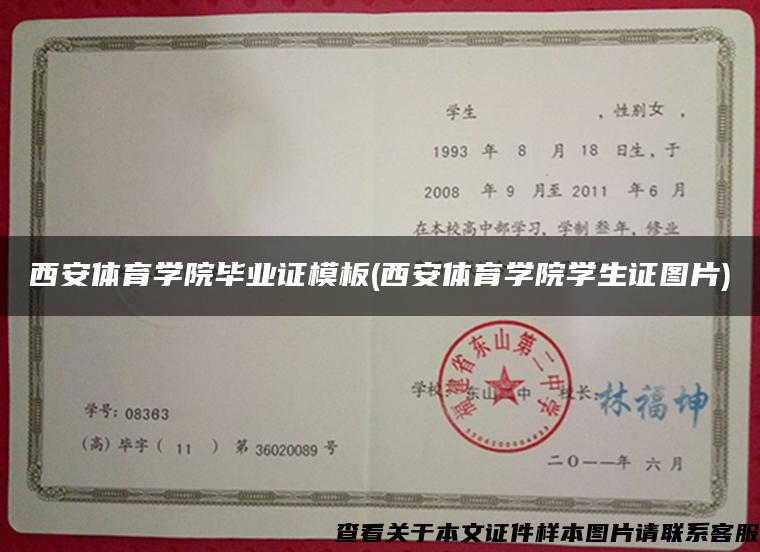 学生 , 性别女 ,
1993 年 8 月 18 日生, 于
2008 年 9 月至 2011 年 6 月
在本校高中部学习, 学制 叁年, 修业
西安体育学院毕业证模板(西安体育学院学生证图片)
福建省东山第二中学
学校: 东山二中 校长: 林福坤
学号: 08363
(高) 毕字 ( 11 ) 第 36020089 号
二〇一一年 六 月
查看关于本文证件样本图片请联系客服